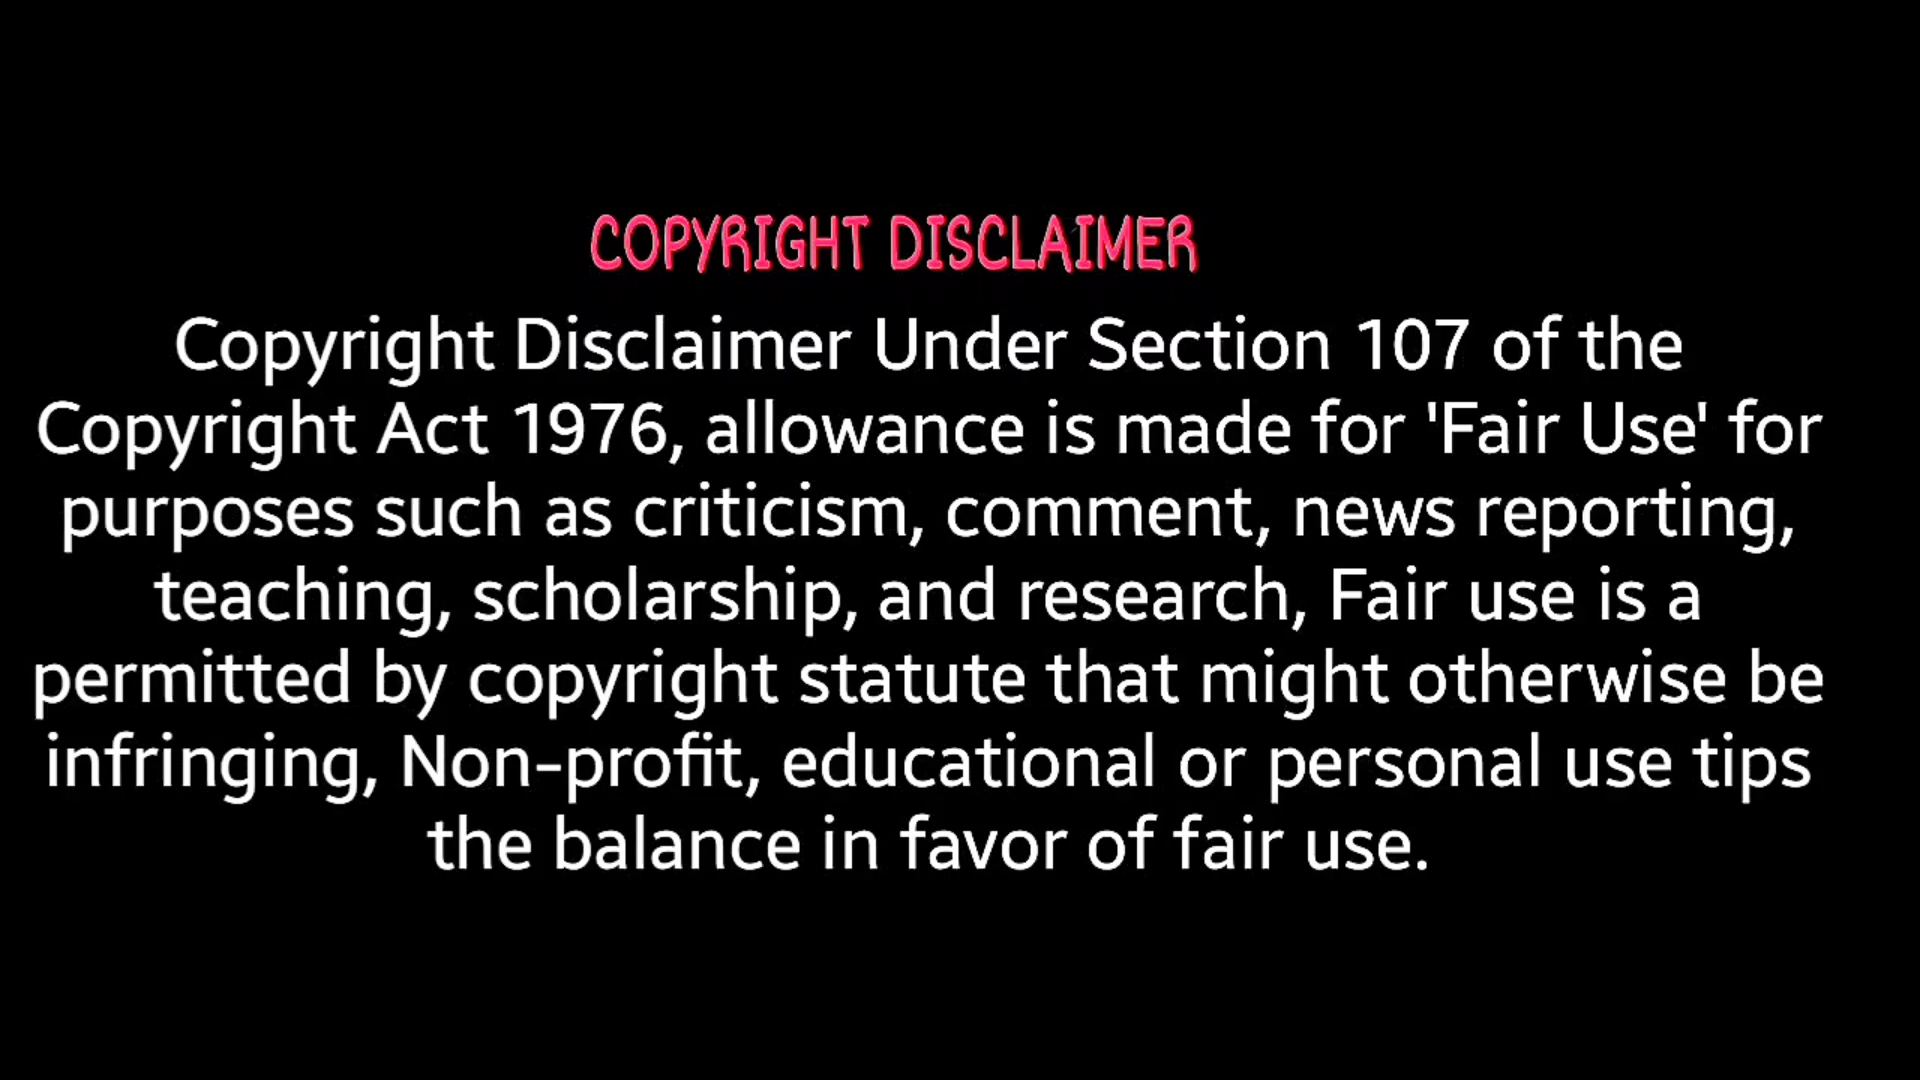 COPYRIGHT DISCLAIMER
Copyright Disclaimer Under Section 107 of the
Copyright Act 1976, allowance is made for 'Fair Use' for
purposes such as criticism, comment, news reporting,
teaching, scholarship, and research, Fair use is a
permitted by copyright statute that might otherwise be
infringing, Non-profit, educational or personal use tips
the balance in favor of fair use.